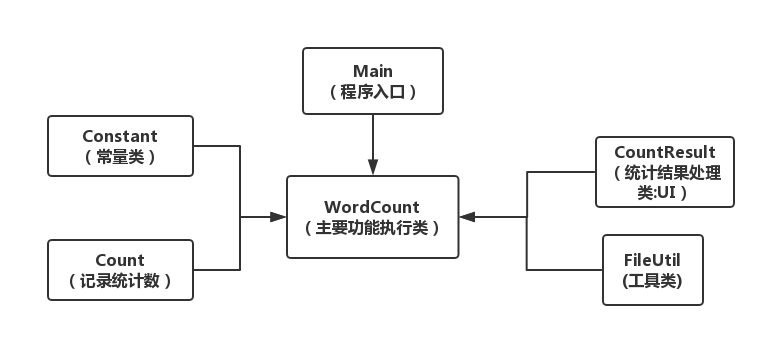 Main
（程序入口）
Constant
（常量类）
Count
（记录统计数）
WordCount
（主要功能执行类）
CountResult
（统计结果处理
类:UI）
FileUtil
(工具类)